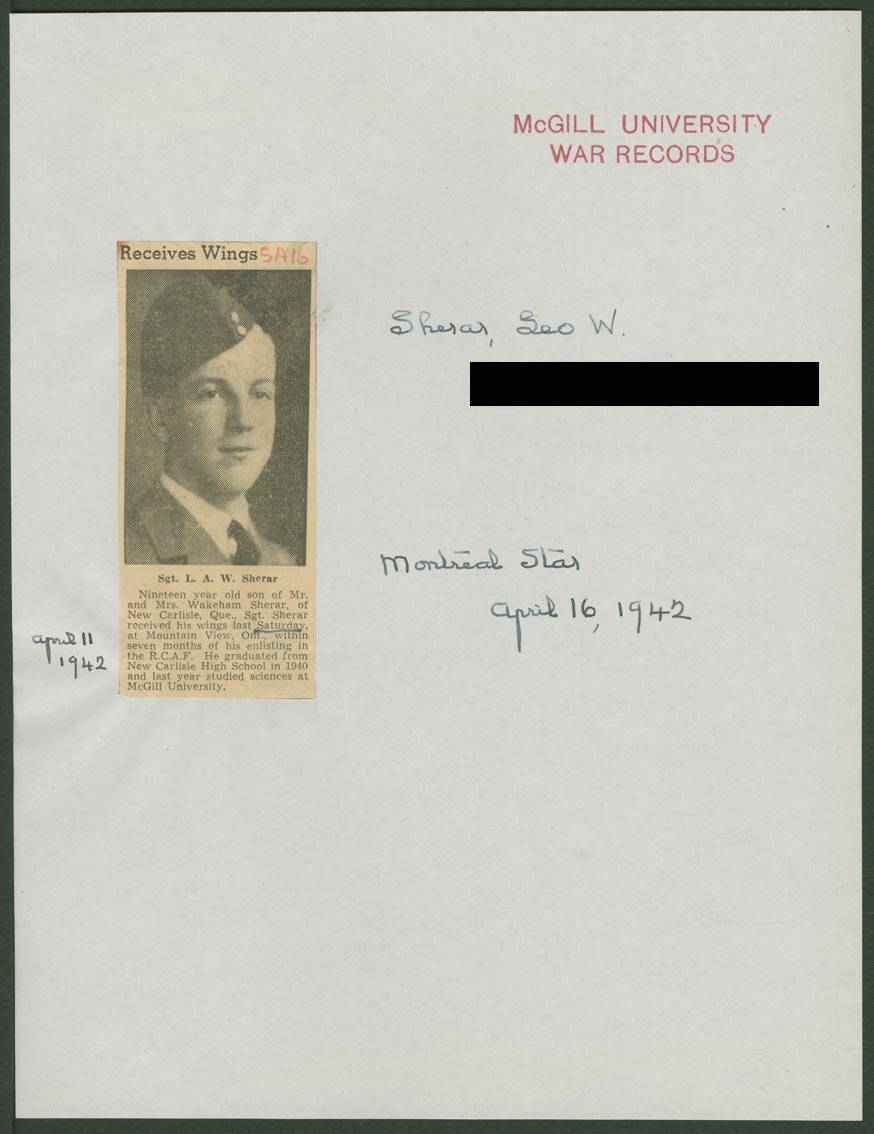 McGILL UNIVERSITY
WAR RECORDS
Receives Wings SA16
Sherar, Leo W.
Montreal Star
April 16, 1942
Sgt. L. A. W. Sherar
Nineteen year old son of Mr.
and Mrs. Wakeham Sherar, of
New Carlisle, Que., Sgt. Sherar
received his wings last Saturday,
at Mountain View, Ont., within
seven months of his enlisting in
the R.C.A.F. He graduated from
New Carlisle High School in 1940
and last year studied sciences at
McGill University.
April 11
1942